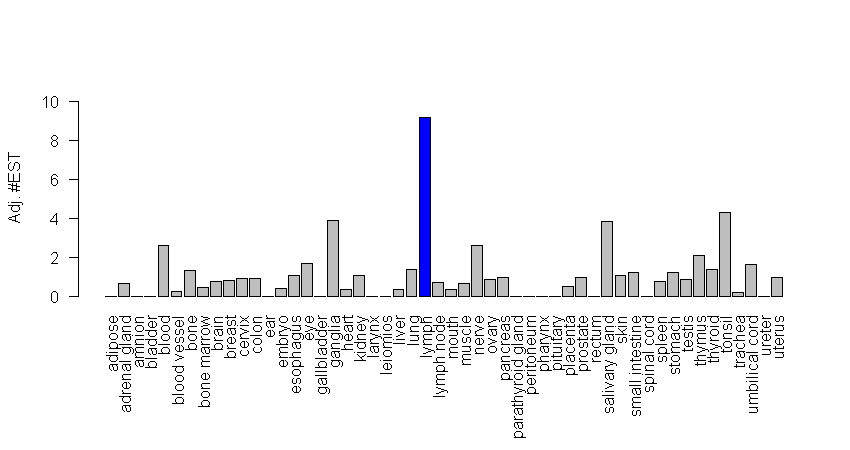 Adj. #EST
10
8
6
4
2
0
adipose
adrenal gland
amnion
bladder
blood
blood vessel
bone
bone marrow
brain
breast
cervix
colon
ear
embryo
esophagus
eye
gallbladder
ganglia
heart
kidney
larynx
leiomios
liver
lung
lymph
lymph node
mouth
muscle
nerve
ovary
pancreas
parathyroid gland
peritoneum
pharynx
pituitary
placenta
prostate
rectum
salivary gland
skin
small intestine
spinal cord
spleen
stomach
testis
thymus
thyroid
tonsil
trachea
umbilical cord
ureter
uterus